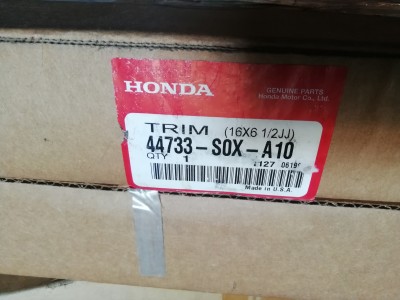 HONDA
GENUINE PARTS
Honda Motor Co., Ltd.
TRIM (16X6 1/2JJ)
44733-S0X-A10
QTY 1
Made in U.S.A.